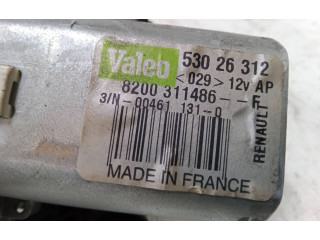 Valeo 530 26 312
<029> 12v AP
8200 311486--F
S/N-00461 131-0
RENAULT
MADE IN FRANCE